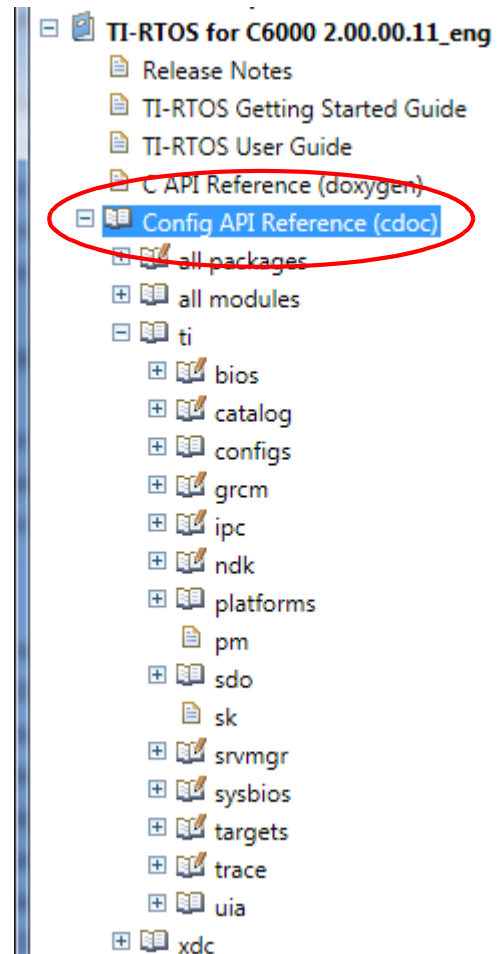 TI-RTOS for C6000 2.00.00.11_eng
Release Notes
TI-RTOS Getting Started Guide
TI-RTOS User Guide
C API Reference (doxygen)
Config API Reference (cdoc)
all packages
all modules
ti
bios
catalog
configs
grcm
ipc
ndk
platforms
pm
sdo
sk
srvmgr
sysbios
targets
trace
uia
xdc